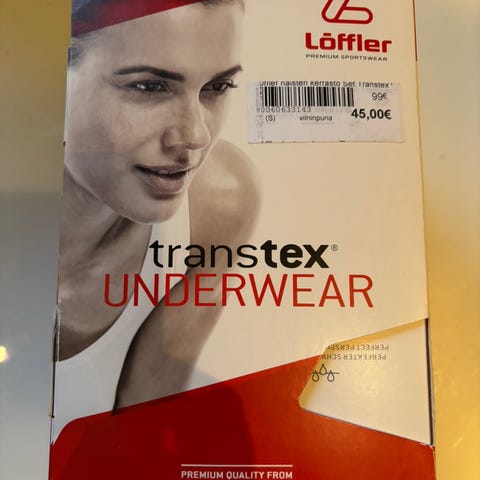 Löffler
PREMIUM SPORTSWEAR
öffler naisten kerrasto Set Transtex
99€
90060633143
45,00€
(S) viininpuna
transtex®
UNDERWEAR
PERFEKTER SCHW
PERFECT PERSP
PREMIUM QUALITY FROM